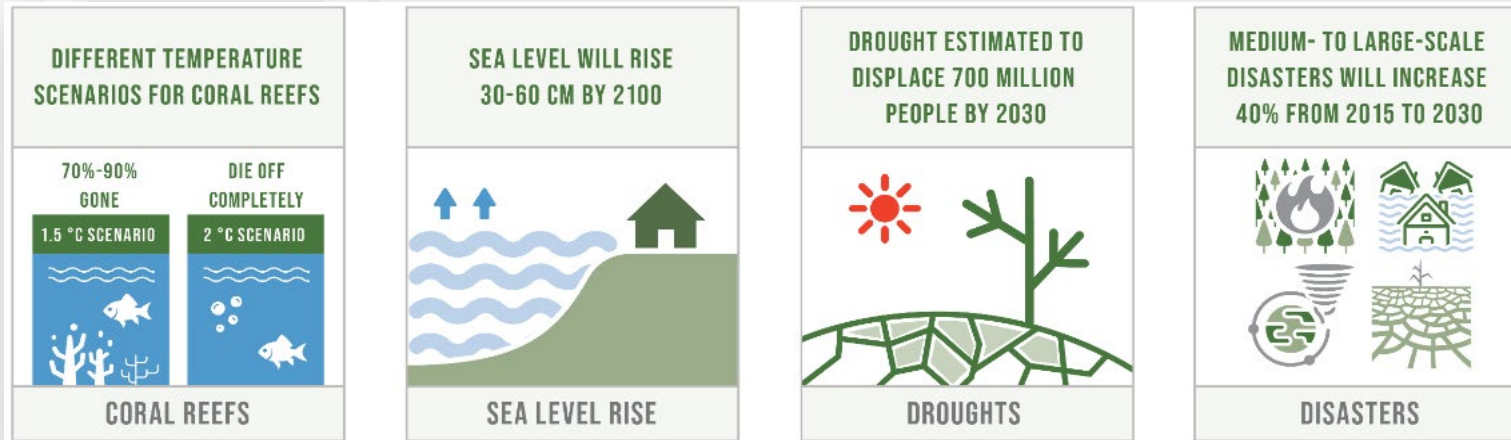 DIFFERENT TEMPERATURE
SCENARIOS FOR CORAL REEFS
70%-90%
GONE
DIE OFF
COMPLETELY
1.5 °C SCENARIO
2 °C SCENARIO
CORAL REEFS
SEA LEVEL WILL RISE
30-60 CM BY 2100
SEA LEVEL RISE
DROUGHT ESTIMATED TO
DISPLACE 700 MILLION
PEOPLE BY 2030
DROUGHTS
MEDIUM- TO LARGE-SCALE
DISASTERS WILL INCREASE
40% FROM 2015 TO 2030
DISASTERS